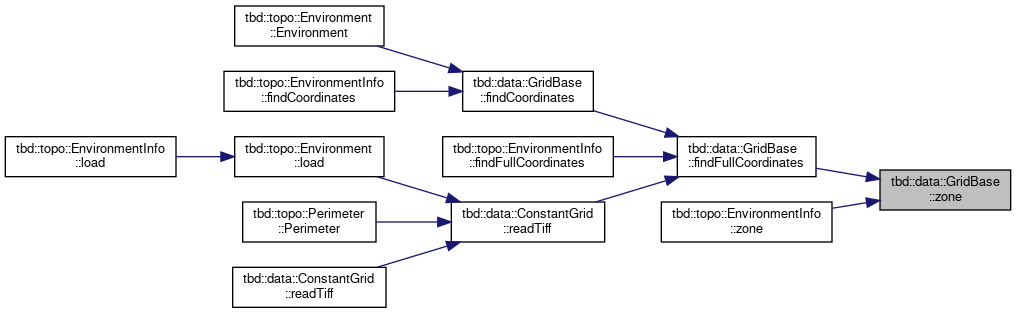 tbd::topo::Environment
::Environment
tbd::topo::EnvironmentInfo
::findCoordinates
tbd::data::GridBase
::findCoordinates
tbd::topo::EnvironmentInfo
::load
tbd::topo::Environment
::load
tbd::topo::EnvironmentInfo
::findFullCoordinates
tbd::data::GridBase
::findFullCoordinates
tbd::data::GridBase
::zone
tbd::topo::Perimeter
::Perimeter
tbd::data::ConstantGrid
::readTiff
tbd::topo::EnvironmentInfo
::zone
tbd::data::ConstantGrid
::readTiff